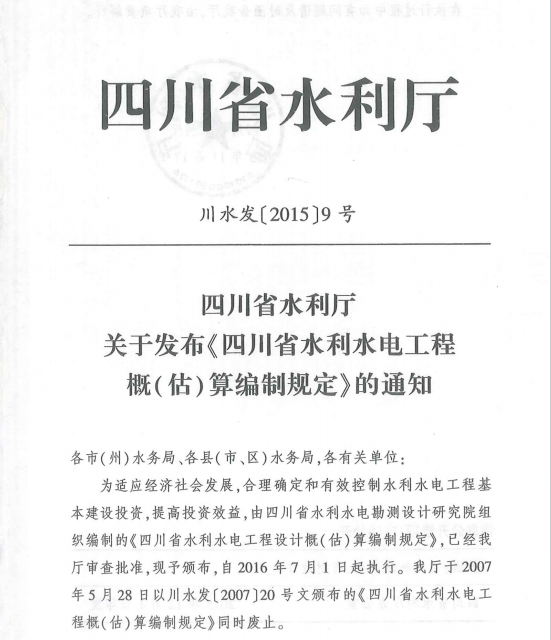 四川省水利厅
川水发〔2015〕9 号
四川省水利厅
关于发布《四川省水利水电工程
概(估)算编制规定》的通知
各市(州)水务局、各县(市、区)水务局,各有关单位:
为适应经济社会发展,合理确定和有效控制水利水电工程基
本建设投资,提高投资效益,由四川省水利水电勘测设计研究院组
织编制的《四川省水利水电工程设计概(估)算编制规定》,已经我
厅审查批准,现予颁布,自 2016 年 7 月 1 日起执行。我厅于 2007
年 5 月 28 日以川水发〔2007〕20 号文颁布的《四川省水利水电工
程概(估)算编制规定》同时废止。